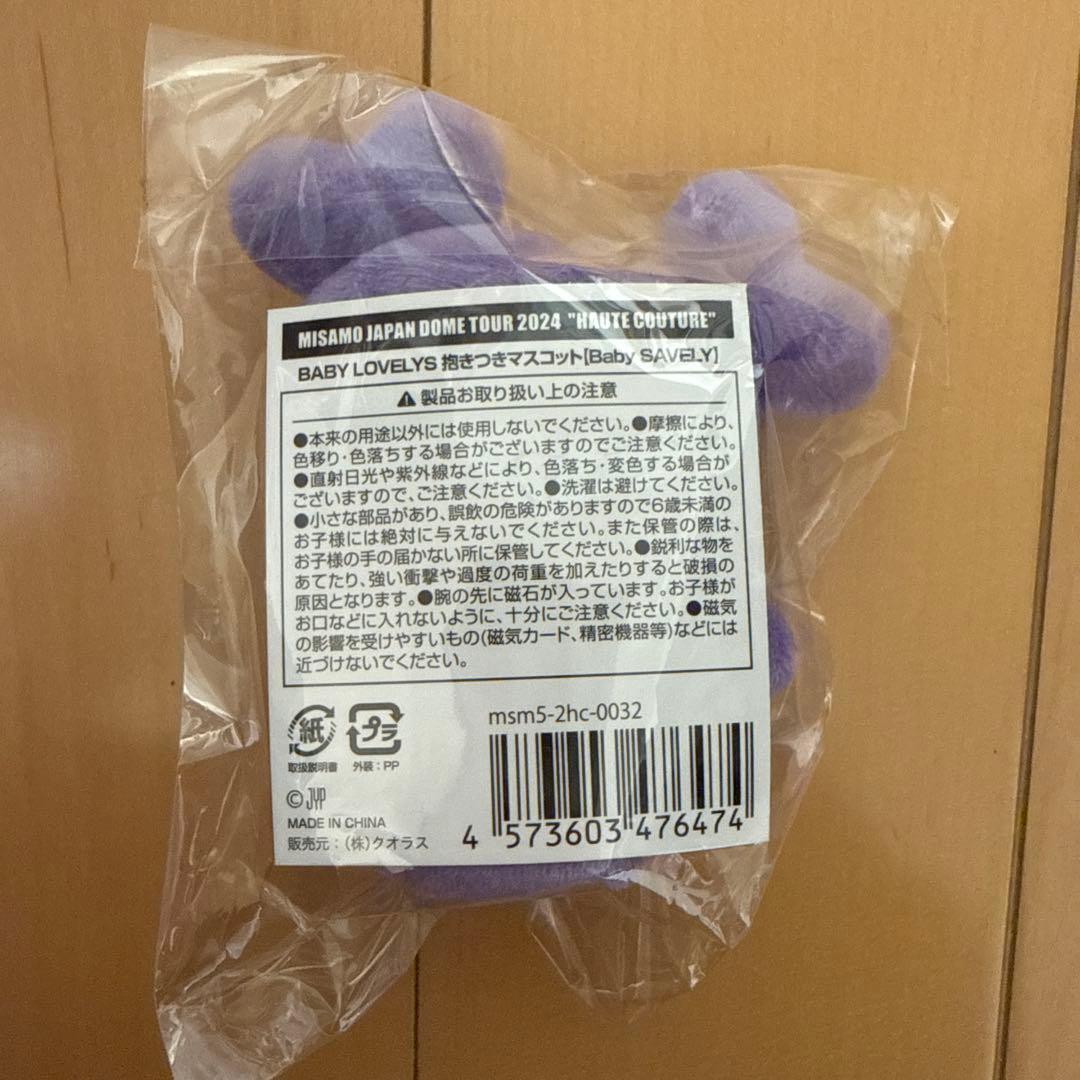 MISAMO JAPAN DOME TOUR 2024 "HAUTE COUTURE"
BABY LOVELYS 抱きつきマスコット[Baby SAVELY]
⚠製品お取り扱い上の注意
●本来の用途以外には使用しないでください。●摩擦により、
色移り・色落ちする場合がございますのでご注意ください。
●直射日光や紫外線などにより、色落ち・変色する場合が
ございますので、ご注意ください。●洗濯は避けてください。
●小さな部品があり、誤飲の危険がありますので6歳未満の
お子様には絶対に与えないでください。また保管の際は、
お子様の手の届かない所に保管してください。●鋭利な物を
あてたり、強い衝撃や過度の荷重を加えたりすると破損の
原因となります。●腕の先に磁石が入っています。お子様が
お口などに入れないように、十分にご注意ください。●磁気
の影響を受けやすいもの(磁気カード、精密機器等)などには
近づけないでください。
紙 プラ
取扱説明書 外装：PP
msm5-2hc-0032
© JYP
MADE IN CHINA
販売元：(株)クオラス
4 573603 476474